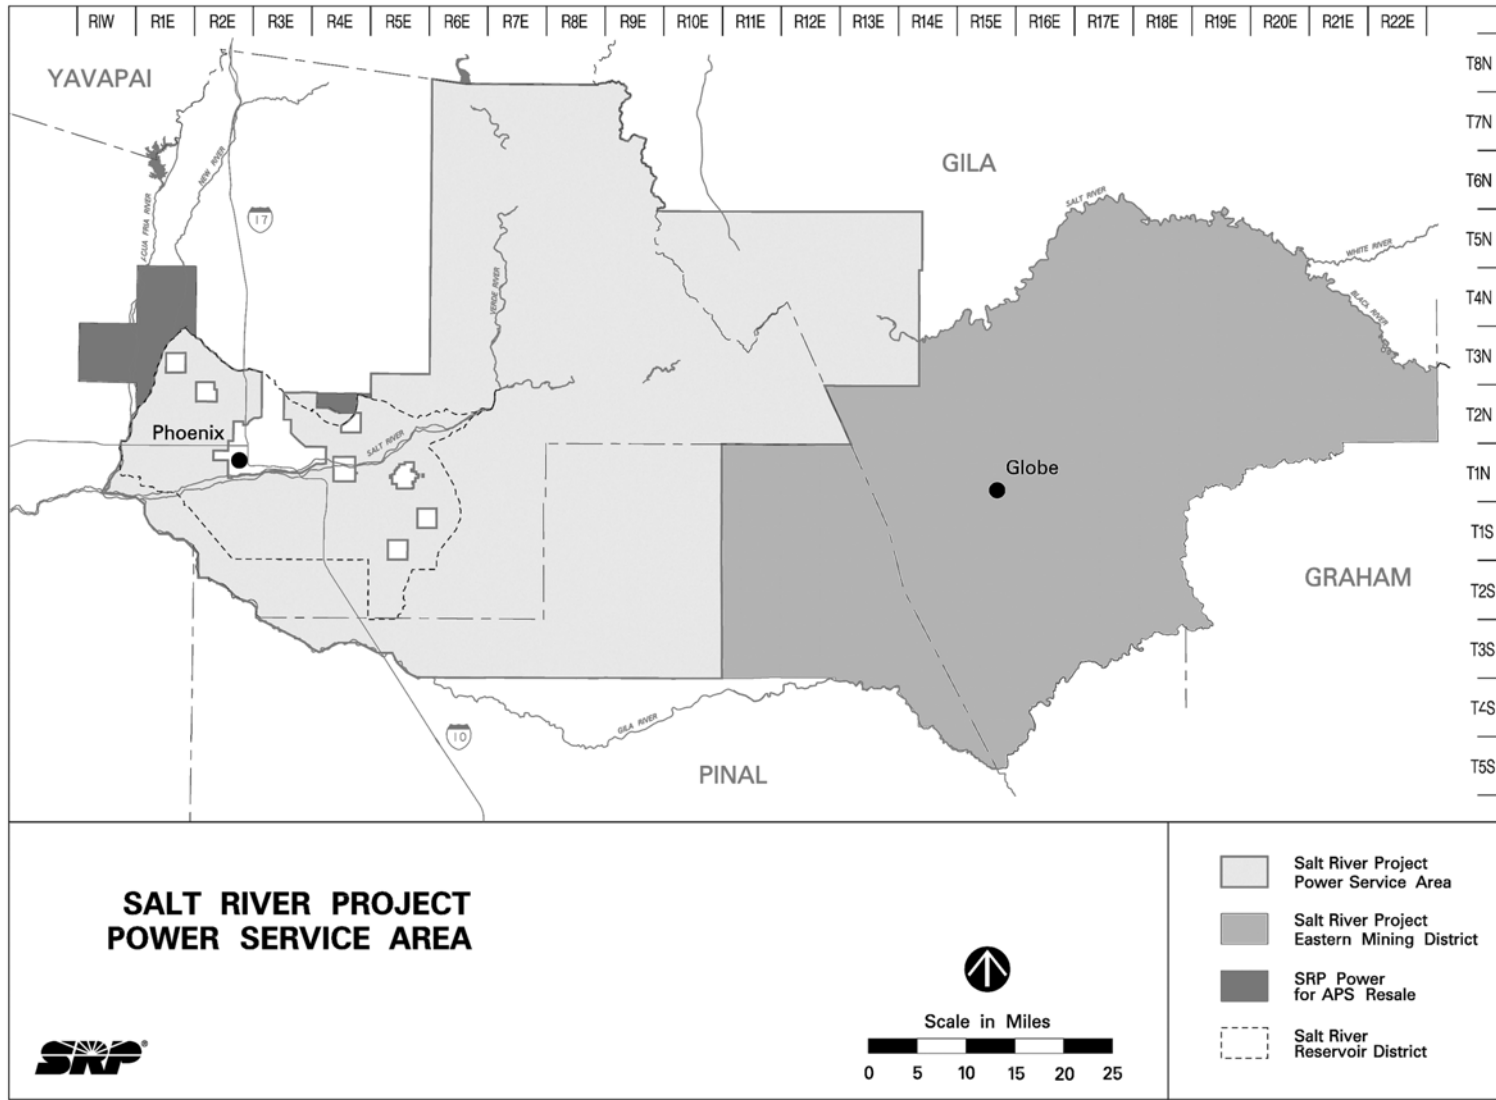 RIW R1E R2E R3E R4E R5E R6E R7E R8E R9E R10E R11E R12E R13E R14E R15E R16E R17E R18E R19E R20E R21E R22E
T8N
YAVAPAI
T7N
GILA
NEW RIVER
T6N
SALT RIVER
AGUA FRIA RIVER
17
T5N
WHITE RIVER
VERDE RIVER
T4N
BLACK RIVER
T3N
T2N
Phoenix
SALT RIVER
Globe
T1N
T1S
GRAHAM
T2S
T3S
T4S
GILA RIVER
10
PINAL
T5S
SALT RIVER PROJECT
POWER SERVICE AREA
SRP®
Scale in Miles
0 5 10 15 20 25
Salt River Project
Power Service Area
Salt River Project
Eastern Mining District
SRP Power
for APS Resale
Salt River
Reservoir District